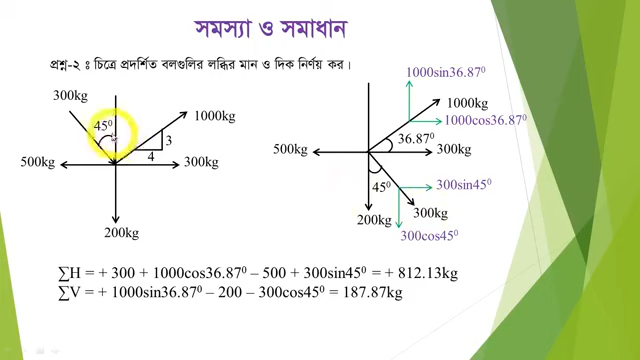 সমস্যা ও সমাধান
প্রশ্ন-২ ঃ চিত্রে প্রদর্শিত বলগুলির লব্ধির মান ও দিক নির্ণয় কর।
300kg
45⁰
1000kg
3
4
500kg
300kg
200kg
1000sin36.87⁰
1000kg
1000cos36.87⁰
36.87⁰
500kg
300kg
45⁰
300sin45⁰
200kg
300kg
300cos45⁰
∑H = + 300 + 1000cos36.87⁰ – 500 + 300sin45⁰ = + 812.13kg
∑V = + 1000sin36.87⁰ – 200 – 300cos45⁰ = 187.87kg